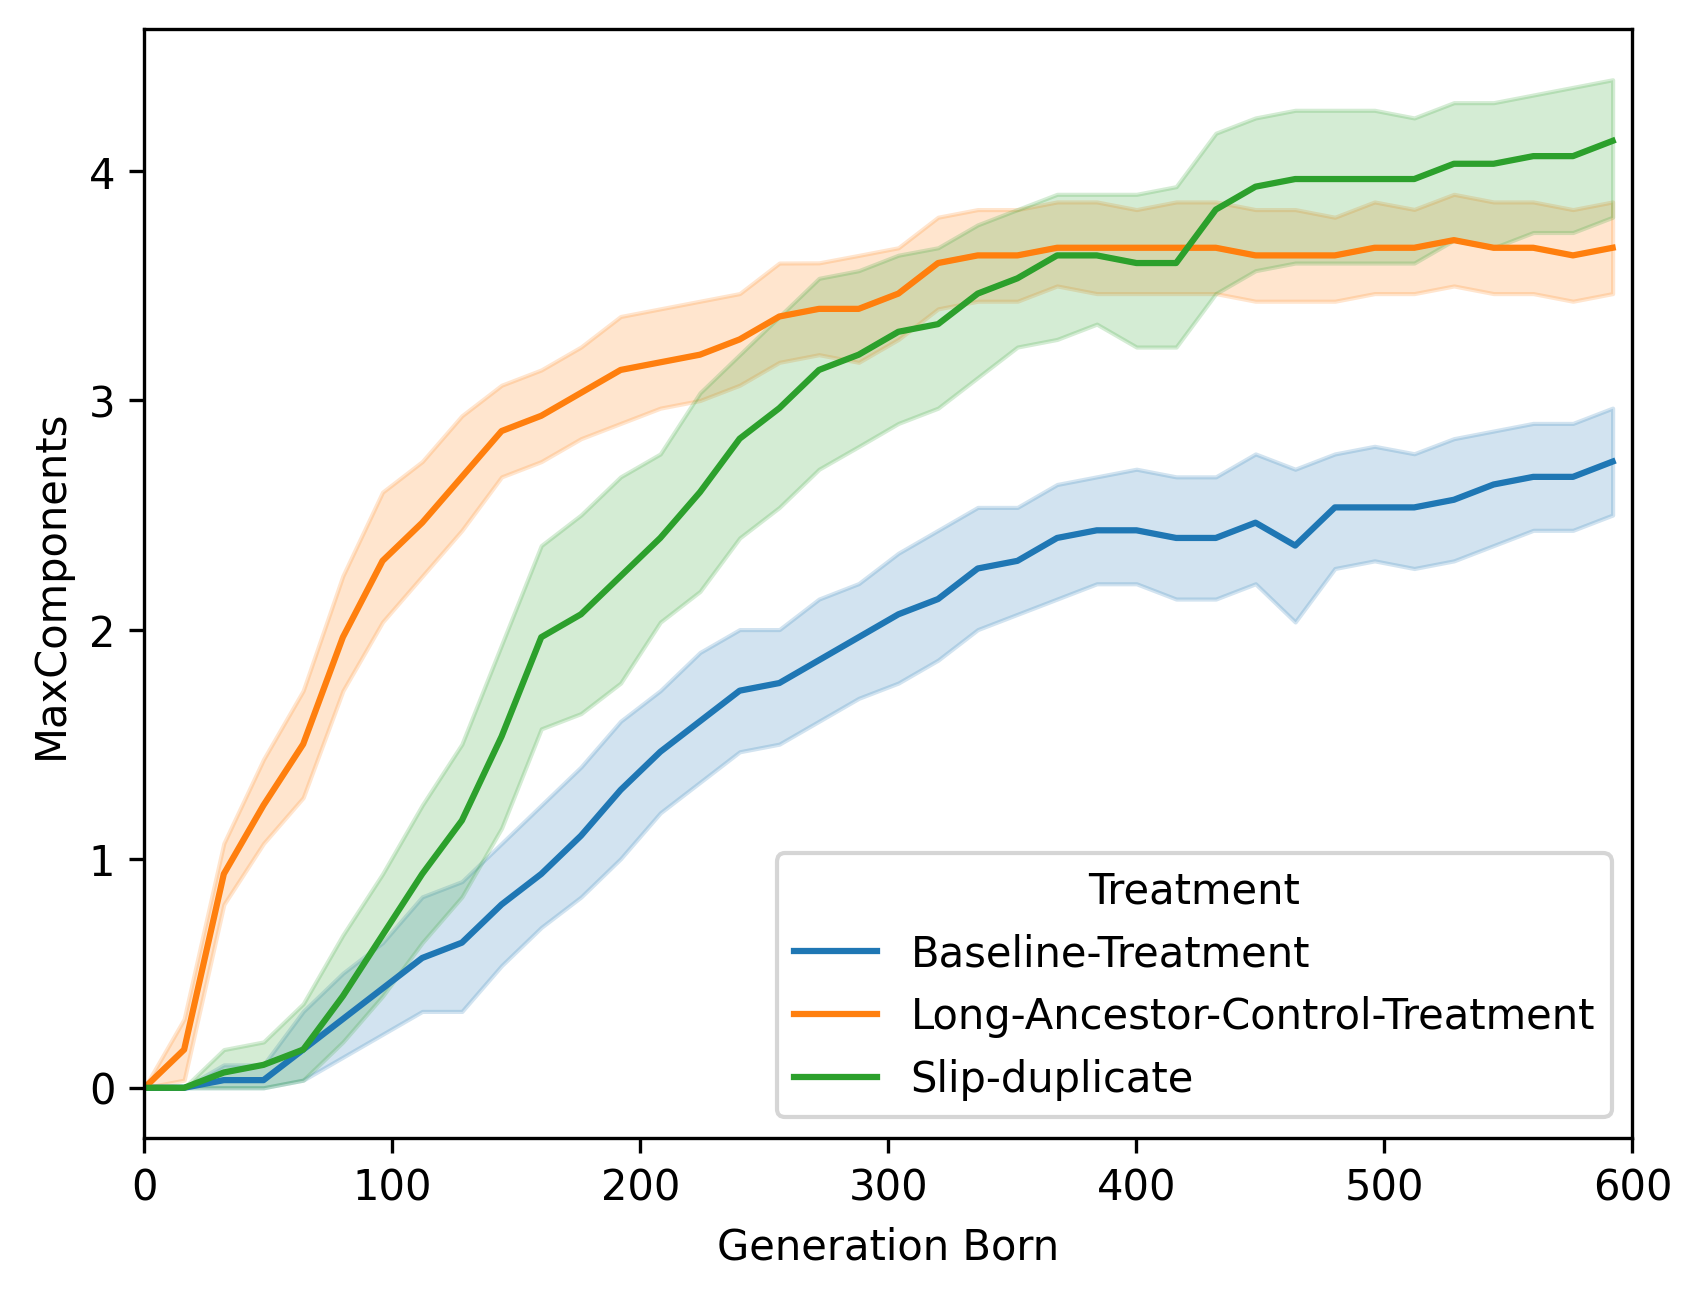 4
3
2
1
0
MaxComponents
0 100 200 300 400 500 600
Generation Born
Treatment
Baseline-Treatment
Long-Ancestor-Control-Treatment
Slip-duplicate